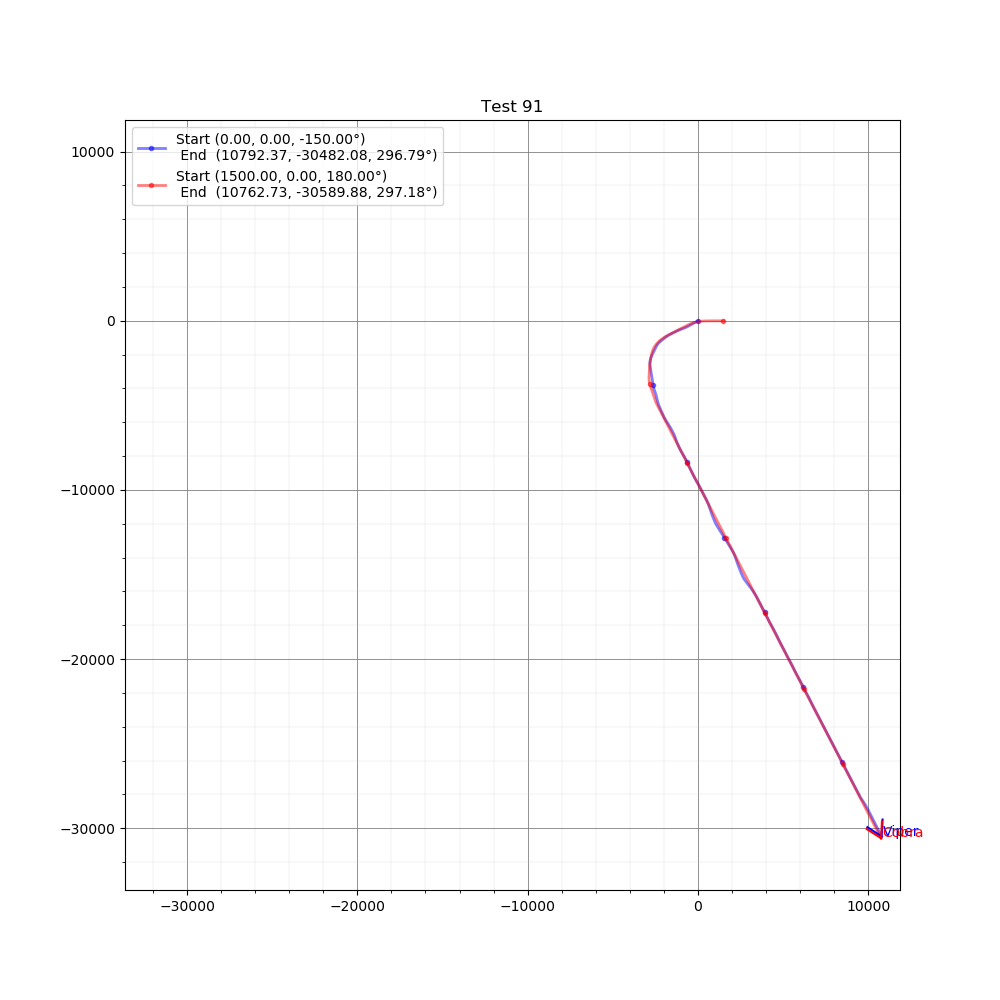 Test 91
Start (0.00, 0.00, -150.00°)
End (10792.37, -30482.08, 296.79°)
Start (1500.00, 0.00, 180.00°)
End (10762.73, -30589.88, 297.18°)
10000
0
−10000
−20000
−30000
Viper
Cobra
−30000
−20000
−10000
0
10000